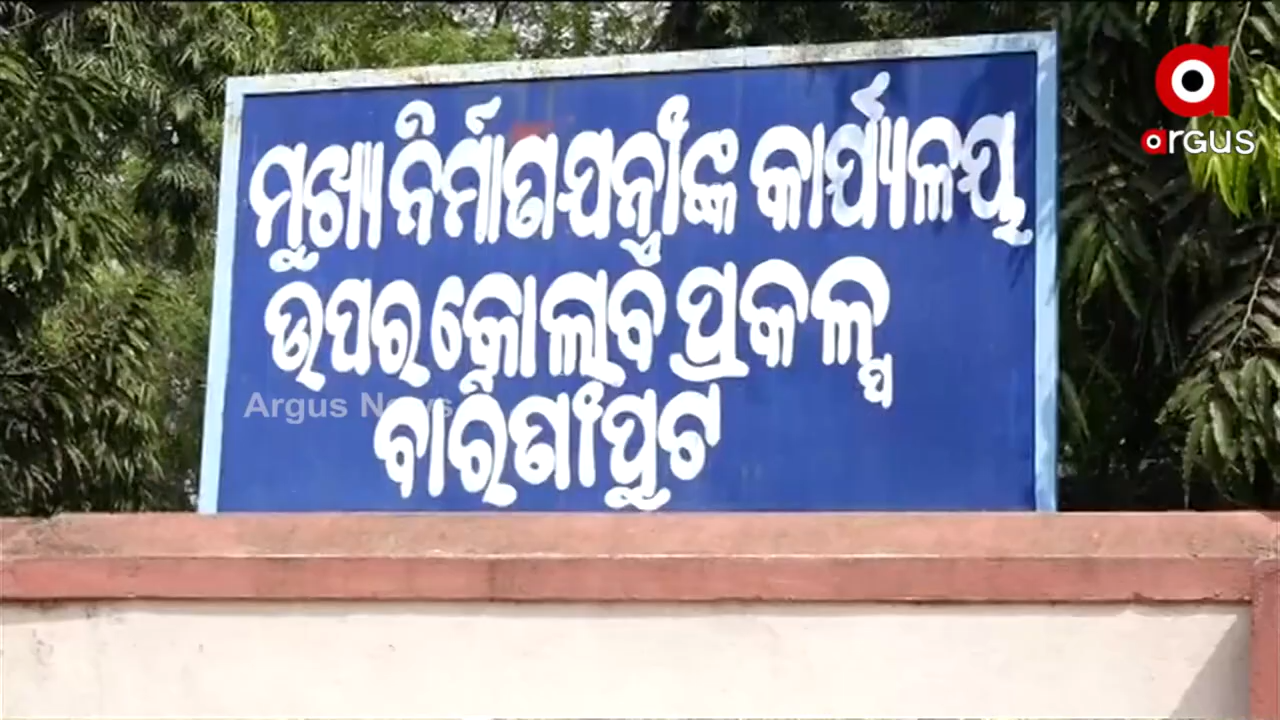 ମୁଖ୍ୟ ନିର୍ମାଣଯନ୍ତ୍ରୀଙ୍କ କାର୍ଯ୍ୟାଳୟ
ଉପର କୋଲାବ ପ୍ରକଳ୍ପ
ବାରିଣୀପୁଟ
Argus News
argus